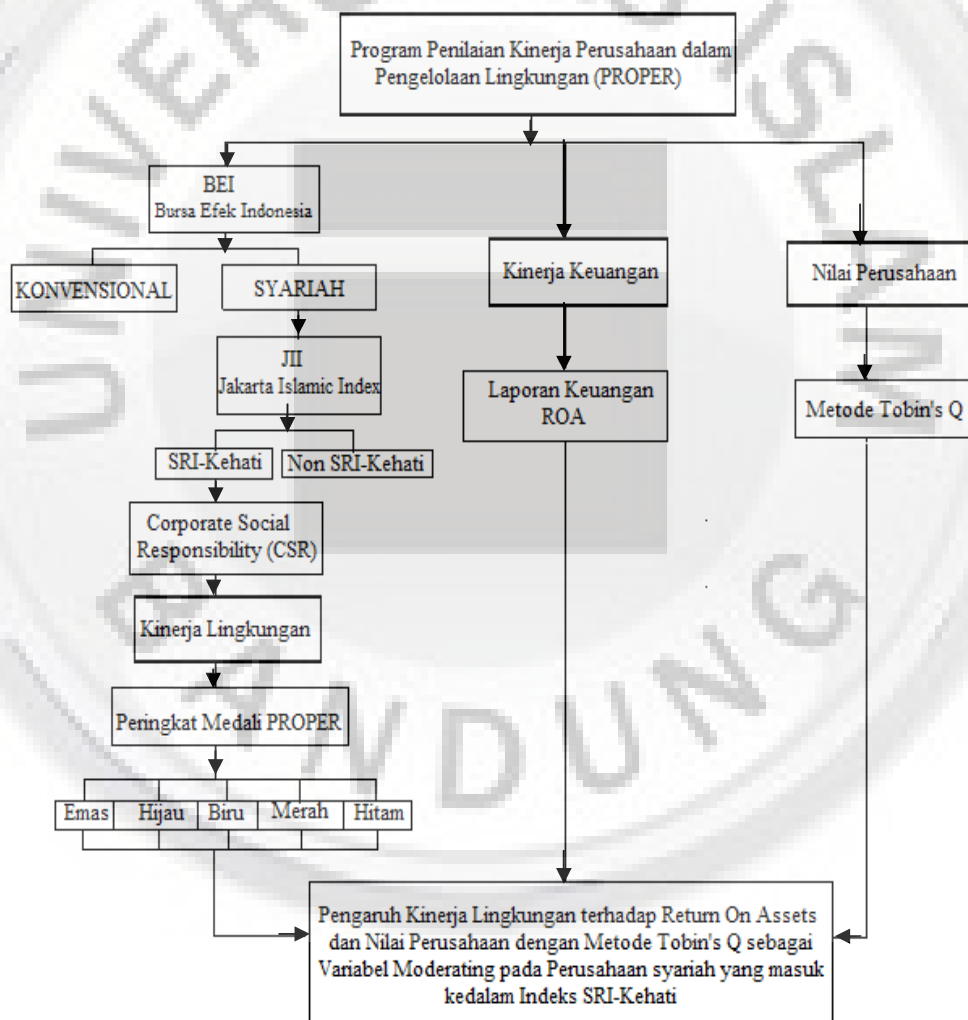 Program Penilaian Kinerja Perusahaan dalam
Pengelolaan Lingkungan (PROPER)
BEI
Bursa Efek Indonesia
KONVENSIONAL
SYARIAH
JII
Jakarta Islamic Index
SRI-Kehati
Non SRI-Kehati
Corporate Social
Responsibility (CSR)
Kinerja Lingkungan
Peringkat Medali PROPER
Emas
Hijau
Biru
Merah
Hitam
Kinerja Keuangan
Laporan Keuangan
ROA
Nilai Perusahaan
Metode Tobin's Q
Pengaruh Kinerja Lingkungan terhadap Return On Assets
dan Nilai Perusahaan dengan Metode Tobin's Q sebagai
Variabel Moderating pada Perusahaan syariah yang masuk
kedalam Indeks SRI-Kehati
BANDUNG